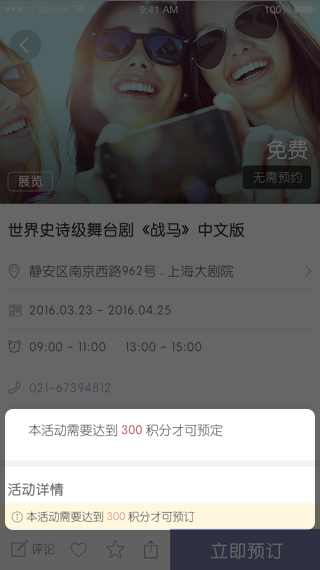 9:41 AM
100%
免费
展览
无需预约
世界史诗级舞台剧《战马》中文版
静安区南京西路962号 . 上海大剧院
2016.03.23 - 2016.04.25
09:00 - 11:00 13:00 - 15:00
021-67394812
本活动需要达到 300 积分才可预定
活动详情
本活动需要达到 300 积分才可预订
评论
立即预订